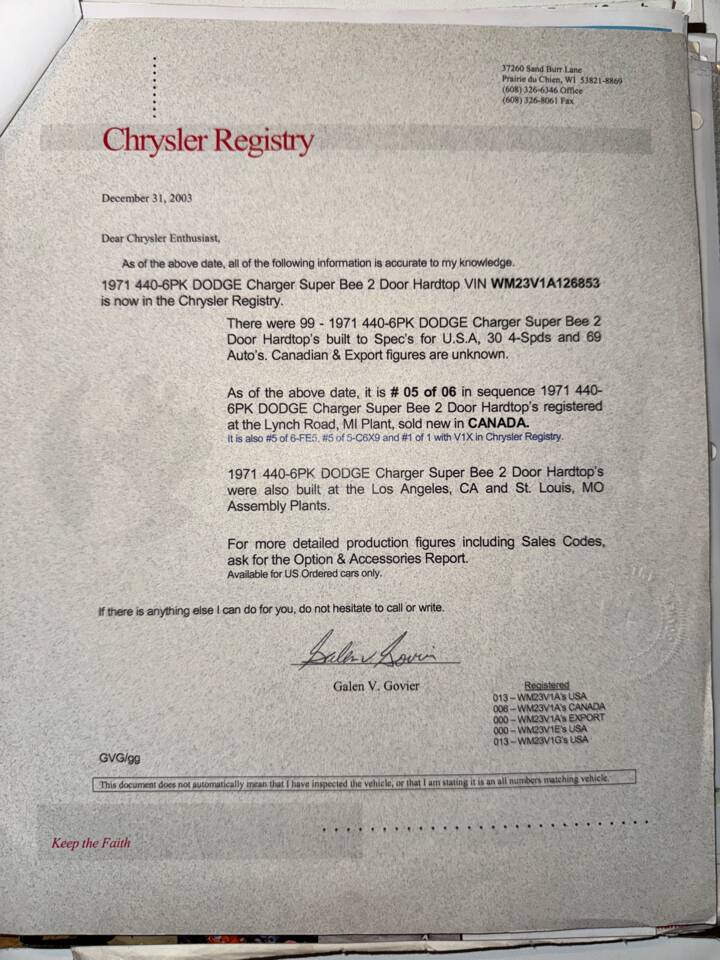 37260 Sand Burr Lane
Prairie du Chien, WI 53821-8869
(608) 326-6346 Office
(608) 326-8061 Fax
Chrysler Registry
December 31, 2003
Dear Chrysler Enthusiast,
As of the above date, all of the following information is accurate to my knowledge.
1971 440-6PK DODGE Charger Super Bee 2 Door Hardtop VIN WM23V1A126853
is now in the Chrysler Registry.
There were 99 - 1971 440-6PK DODGE Charger Super Bee 2
Door Hardtop's built to Spec's for U.S.A, 30 4-Spds and 69
Auto's. Canadian & Export figures are unknown.
As of the above date, it is # 05 of 06 in sequence 1971 440-
6PK DODGE Charger Super Bee 2 Door Hardtop's registered
at the Lynch Road, MI Plant, sold new in CANADA.
It is also #5 of 6-FE5, #5 of 5-C6X9 and #1 of 1 with V1X in Chrysler Registry.
1971 440-6PK DODGE Charger Super Bee 2 Door Hardtop's
were also built at the Los Angeles, CA and St. Louis, MO
Assembly Plants.
For more detailed production figures including Sales Codes,
ask for the Option & Accessories Report.
Available for US Ordered cars only.
If there is anything else I can do for you, do not hesitate to call or write.
Galen V. Govier
Galen V. Govier
Registered
013 – WM23V1A's USA
006 – WM23V1A's CANADA
000 – WM23V1A's EXPORT
000 – WM23V1E's USA
013 – WM23V1G's USA
GVG/gg
This document does not automatically mean that I have inspected the vehicle, or that I am stating it is an all numbers matching vehicle.
Keep the Faith